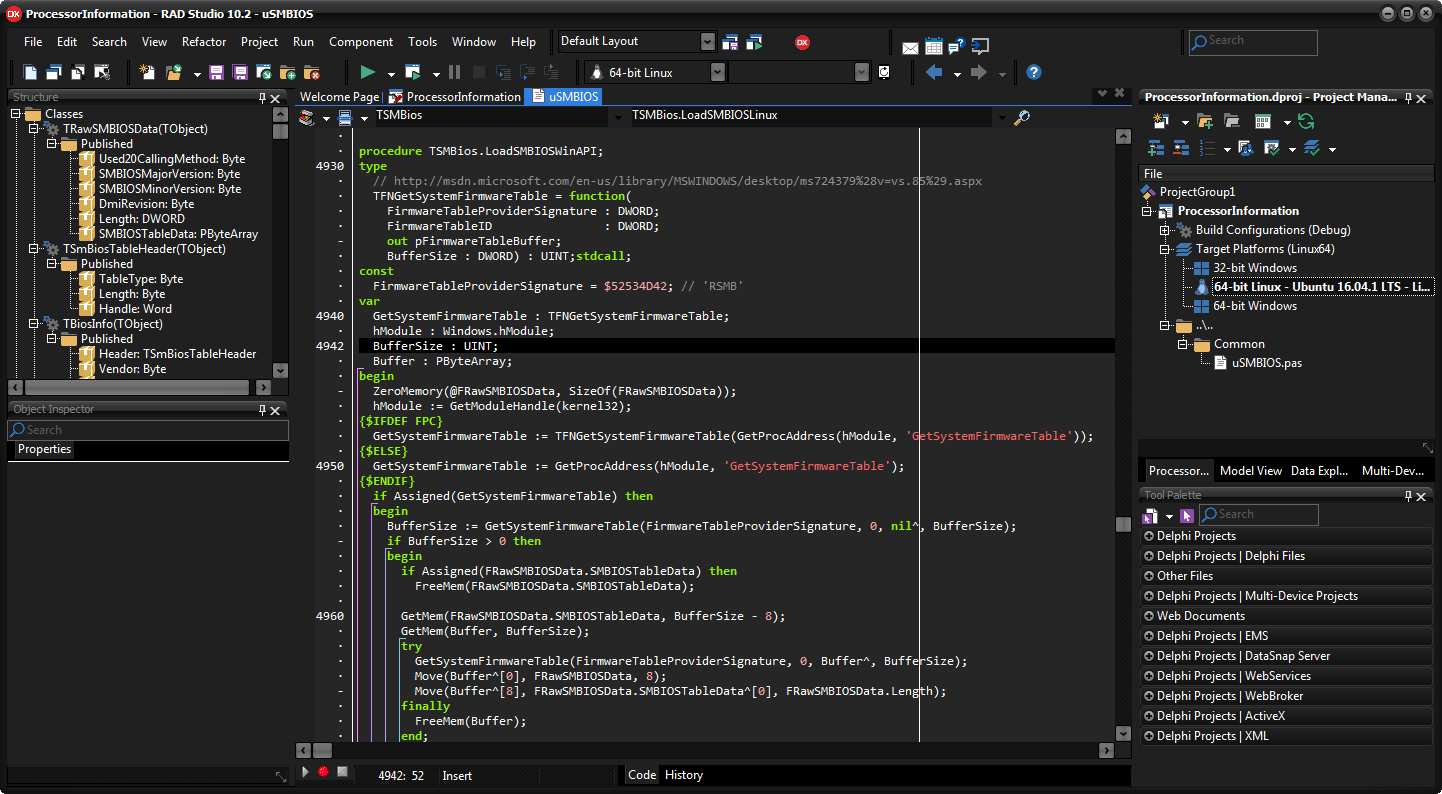 ProcessorInformation - RAD Studio 10.2 - uSMBIOS
File Edit Search View Refactor Project Run Component Tools Window Help
Default Layout
Search
64-bit Linux
Structure
Classes
TRawSMBIOSData(TObject)
Published
Used20CallingMethod: Byte
SMBIOSMajorVersion: Byte
SMBIOSMinorVersion: Byte
DmiRevision: Byte
Length: DWORD
SMBIOSTableData: PByteArray
TSmBiosTableHeader(TObject)
Published
TableType: Byte
Length: Byte
Handle: Word
TBiosInfo(TObject)
Published
Header: TSmBiosTableHeader
Vendor: Byte
Object Inspector
Search
Properties
Welcome Page ProcessorInformation uSMBIOS
TSMBios TSMBios.LoadSMBIOSLinux
procedure TSMBios.LoadSMBIOSWinAPI;
4930 type
// http://msdn.microsoft.com/en-us/library/MSWINDOWS/desktop/ms724379%28v=vs.85%29.aspx
TFNGetSystemFirmwareTable = function(
FirmwareTableProviderSignature : DWORD;
FirmwareTableID : DWORD;
out pFirmwareTableBuffer;
BufferSize : DWORD) : UINT;stdcall;
const
FirmwareTableProviderSignature = $52534D42; // 'RSMB'
var
4940 GetSystemFirmwareTable : TFNGetSystemFirmwareTable;
hModule : Windows.hModule;
4942 BufferSize : UINT;
Buffer : PByteArray;
begin
ZeroMemory(@FRawSMBIOSData, SizeOf(FRawSMBIOSData));
hModule := GetModuleHandle(kernel32);
{$IFDEF FPC}
GetSystemFirmwareTable := TFNGetSystemFirmwareTable(GetProcAddress(hModule, 'GetSystemFirmwareTable'));
{$ELSE}
4950 GetSystemFirmwareTable := GetProcAddress(hModule, 'GetSystemFirmwareTable');
{$ENDIF}
if Assigned(GetSystemFirmwareTable) then
begin
BufferSize := GetSystemFirmwareTable(FirmwareTableProviderSignature, 0, nil^, BufferSize);
if BufferSize > 0 then
begin
if Assigned(FRawSMBIOSData.SMBIOSTableData) then
FreeMem(FRawSMBIOSData.SMBIOSTableData);
4960 GetMem(FRawSMBIOSData.SMBIOSTableData, BufferSize - 8);
GetMem(Buffer, BufferSize);
try
GetSystemFirmwareTable(FirmwareTableProviderSignature, 0, Buffer^, BufferSize);
Move(Buffer^[0], FRawSMBIOSData, 8);
Move(Buffer^[8], FRawSMBIOSData.SMBIOSTableData^[0], FRawSMBIOSData.Length);
finally
FreeMem(Buffer);
end;
4942: 52 Insert Code History
ProcessorInformation.dproj - Project Mana...
File
ProjectGroup1
ProcessorInformation
Build Configurations (Debug)
Target Platforms (Linux64)
32-bit Windows
64-bit Linux - Ubuntu 16.04.1 LTS - Li...
64-bit Windows
..\..
Common
uSMBIOS.pas
Processor... Model View Data Expl... Multi-Dev...
Tool Palette
Search
Delphi Projects
Delphi Projects | Delphi Files
Other Files
Delphi Projects | Multi-Device Projects
Web Documents
Delphi Projects | EMS
Delphi Projects | DataSnap Server
Delphi Projects | WebServices
Delphi Projects | WebBroker
Delphi Projects | ActiveX
Delphi Projects | XML